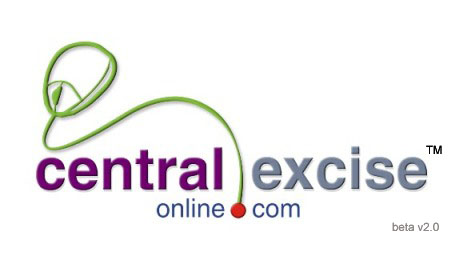 central excise™
online.com
beta v2.0